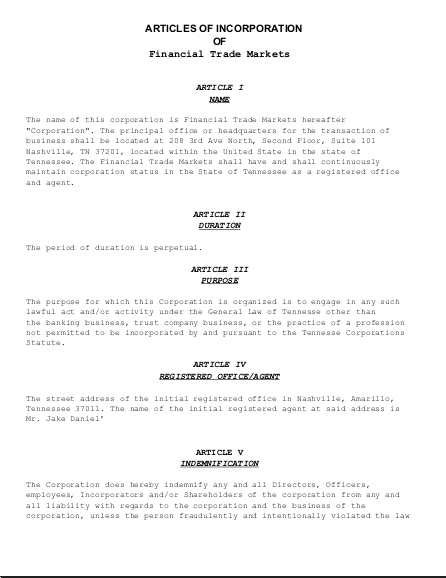 ARTICLES OF INCORPORATION
OF
Financial Trade Markets
ARTICLE I
NAME
The name of this corporation is Financial Trade Markets hereafter
"Corporation". The principal office or headquarters for the transaction of
business shall be located at 208 3rd Ave North, Second Floor, Suite 101
Nashville, TN 37201, located within the United State in the state of
Tennessee. The Financial Trade Markets shall have and shall continuously
maintain corporation status in the State of Tennessee as a registered office
and agent.
ARTICLE II
DURATION
The period of duration is perpetual.
ARTICLE III
PURPOSE
The purpose for which this Corporation is organized is to engage in any such
lawful act and/or activity under the General Law of Tennesse other than
the banking business, trust company business, or the practice of a profession
not permitted to be incorporated by and pursuant to the Tennesse Corporations
Statute.
ARTICLE IV
REGISTERED OFFICE/AGENT
The street address of the initial registered office in Nashville, Amarillo,
Tennessee 37011. The name of the initial registered agent at said address is
Mr. Jake Daniel’
ARTICLE V
INDEMNIFICATION
The Corporation does hereby indemnify any and all Directors, Officers,
employees, Incorporators and/or Shareholders of the corporation from any and
all liability with regards to the corporation and the business of the
corporation, unless the person fraudulently and intentionally violated the law